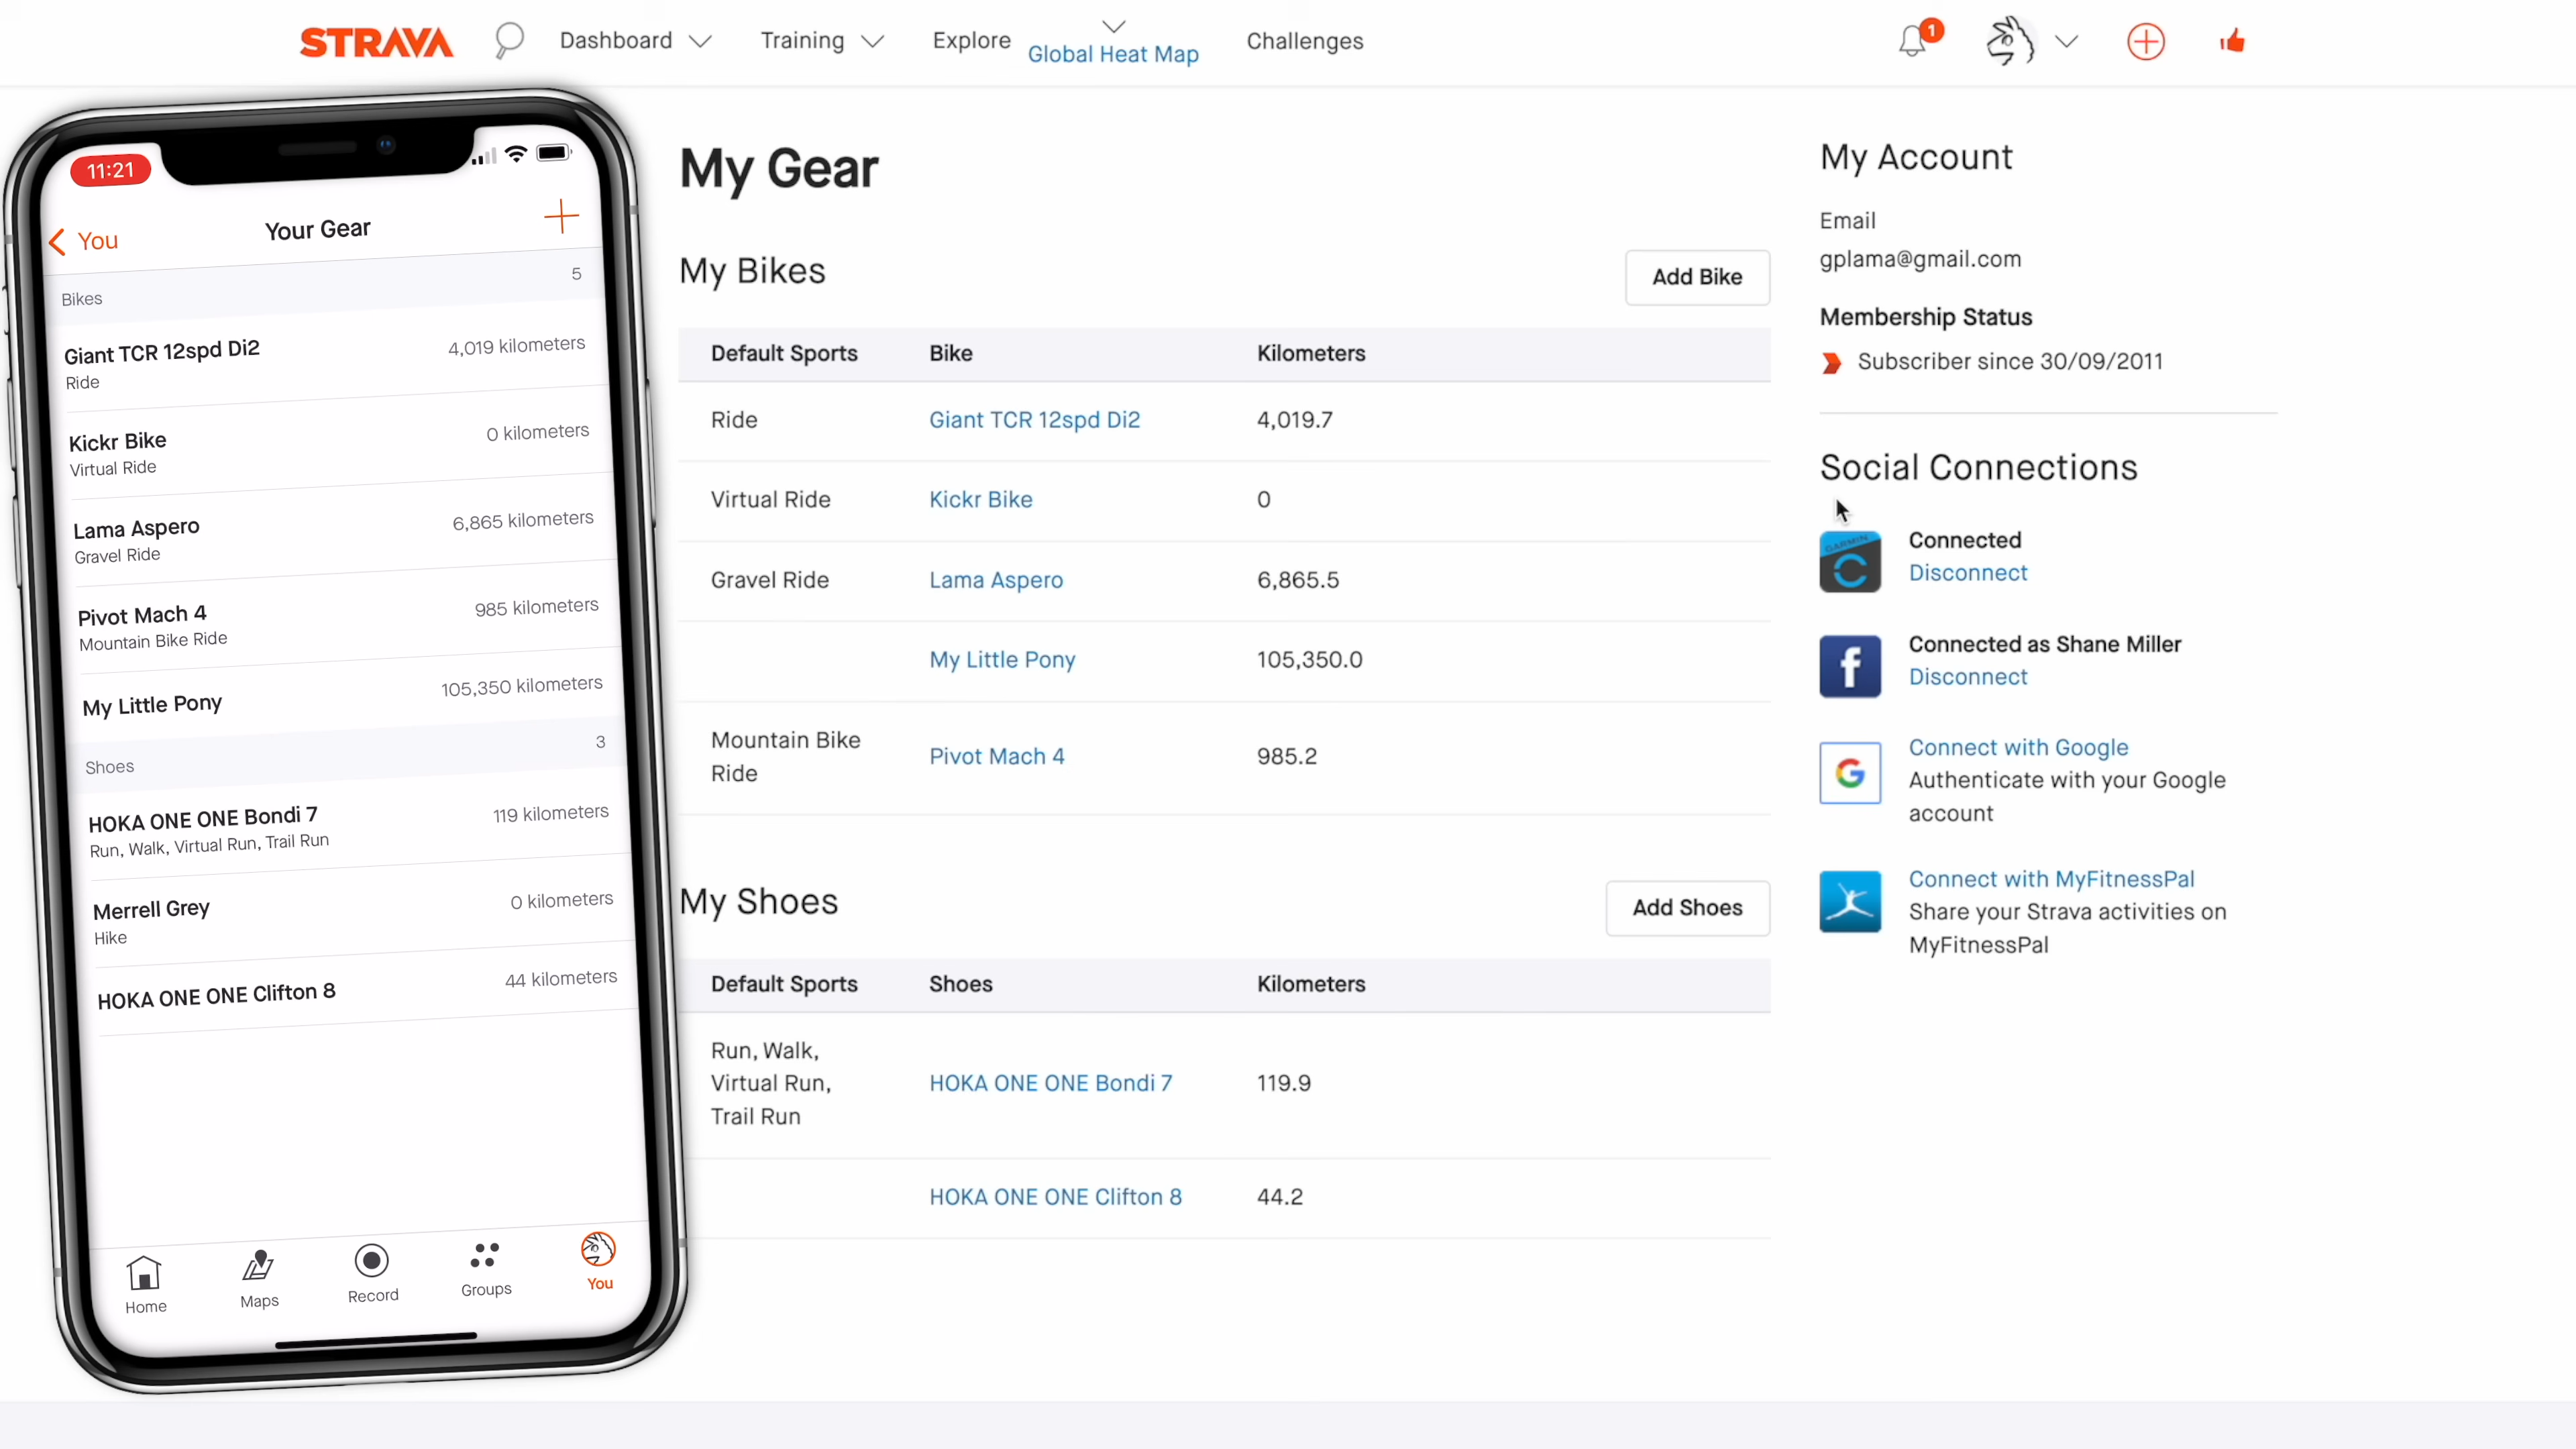 STRAVA
Dashboard
Training
Explore
Global Heat Map
Challenges
1
11:21
You
Your Gear
Bikes
5
Giant TCR 12spd Di2
4,019 kilometers
Ride
Kickr Bike
0 kilometers
Virtual Ride
Lama Aspero
6,865 kilometers
Gravel Ride
Pivot Mach 4
985 kilometers
Mountain Bike Ride
My Little Pony
105,350 kilometers
Shoes
3
HOKA ONE ONE Bondi 7
119 kilometers
Run, Walk, Virtual Run, Trail Run
Merrell Grey
0 kilometers
Hike
HOKA ONE ONE Clifton 8
44 kilometers
Home
Maps
Record
Groups
You
My Gear
My Bikes
Add Bike
Default Sports Bike Kilometers
Ride Giant TCR 12spd Di2 4,019.7
Virtual Ride Kickr Bike 0
Gravel Ride Lama Aspero 6,865.5
My Little Pony 105,350.0
Mountain Bike
Ride
Pivot Mach 4 985.2
My Shoes
Add Shoes
Default Sports Shoes Kilometers
Run, Walk,
Virtual Run,
Trail Run
HOKA ONE ONE Bondi 7 119.9
HOKA ONE ONE Clifton 8 44.2
My Account
Email
gplama@gmail.com
Membership Status
Subscriber since 30/09/2011
Social Connections
GARMIN
Connected
Disconnect
f
Connected as Shane Miller
Disconnect
G
Connect with Google
Authenticate with your Google
account
Connect with MyFitnessPal
Share your Strava activities on
MyFitnessPal